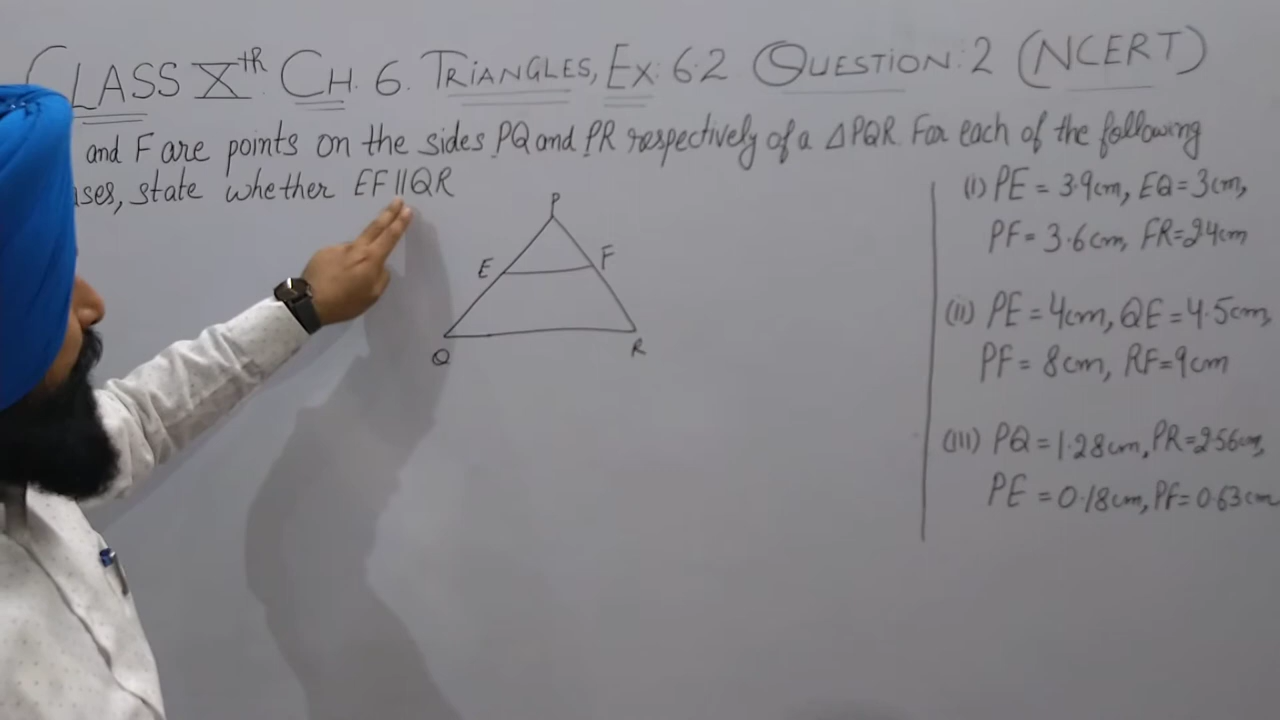 CLASS Xth CH. 6. TRIANGLES, EX: 6.2 QUESTION: 2 (NCERT)
and F are points on the sides PQ and PR respectively of a △PQR. For each of the following
state whether EF||QR
P
E
F
Q
R
(i) PE = 3.9cm, EQ = 3cm,
PF = 3.6cm, FR = 2.4cm
(ii) PE = 4cm, QE = 4.5cm,
PF = 8cm, RF = 9cm
(iii) PQ = 1.28cm, PR = 2.56cm,
PE = 0.18cm, PF = 0.63cm